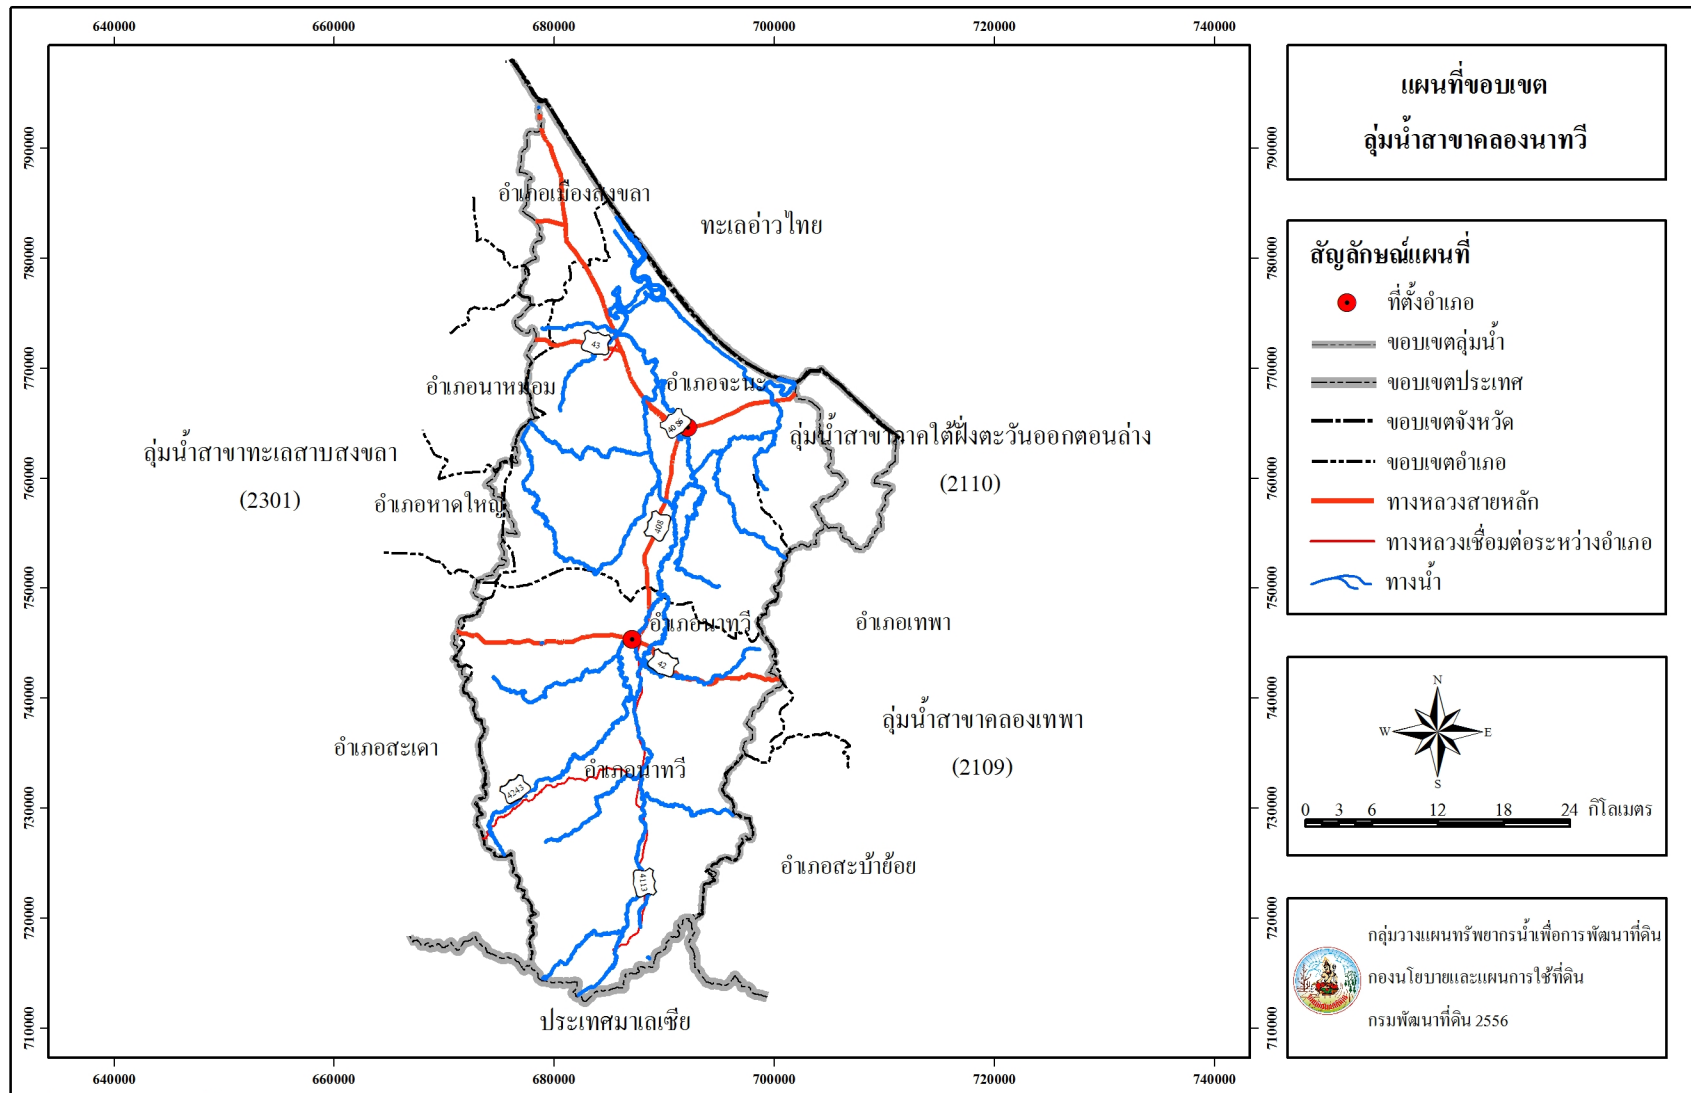 640000 660000 680000 700000 720000 740000
790000
780000
770000
760000
750000
740000
730000
720000
710000
อำเภอเมืองสงขลา
ทะเลอ่าวไทย
43
อำเภอนาหม่อม
อำเภอจะนะ
4086
ลุ่มน้ำสาขาภาคใต้ฝั่งตะวันออกตอนล่าง
(2110)
ลุ่มน้ำสาขาทะเลสาบสงขลา
(2301)
อำเภอหาดใหญ่
408
อำเภอนาทวี
อำเภอเทพา
42
ลุ่มน้ำสาขาคลองเทพา
(2109)
อำเภอสะเดา
อำเภอนาทวี
4243
อำเภอสะบ้าย้อย
4113
ประเทศมาเลเซีย
790000
780000
770000
760000
750000
740000
730000
720000
710000
640000 660000 680000 700000 720000 740000
แผนที่ขอบเขต
ลุ่มน้ำสาขาคลองนาทวี
สัญลักษณ์แผนที่
ที่ตั้งอำเภอ
ขอบเขตลุ่มน้ำ
ขอบเขตประเทศ
ขอบเขตจังหวัด
ขอบเขตอำเภอ
ทางหลวงสายหลัก
ทางหลวงเชื่อมต่อระหว่างอำเภอ
ทางน้ำ
N
W E
S
0 3 6 12 18 24 กิโลเมตร
กลุ่มวางแผนทรัพยากรน้ำเพื่อการพัฒนาที่ดิน
กองนโยบายและแผนการใช้ที่ดิน
กรมพัฒนาที่ดิน 2556